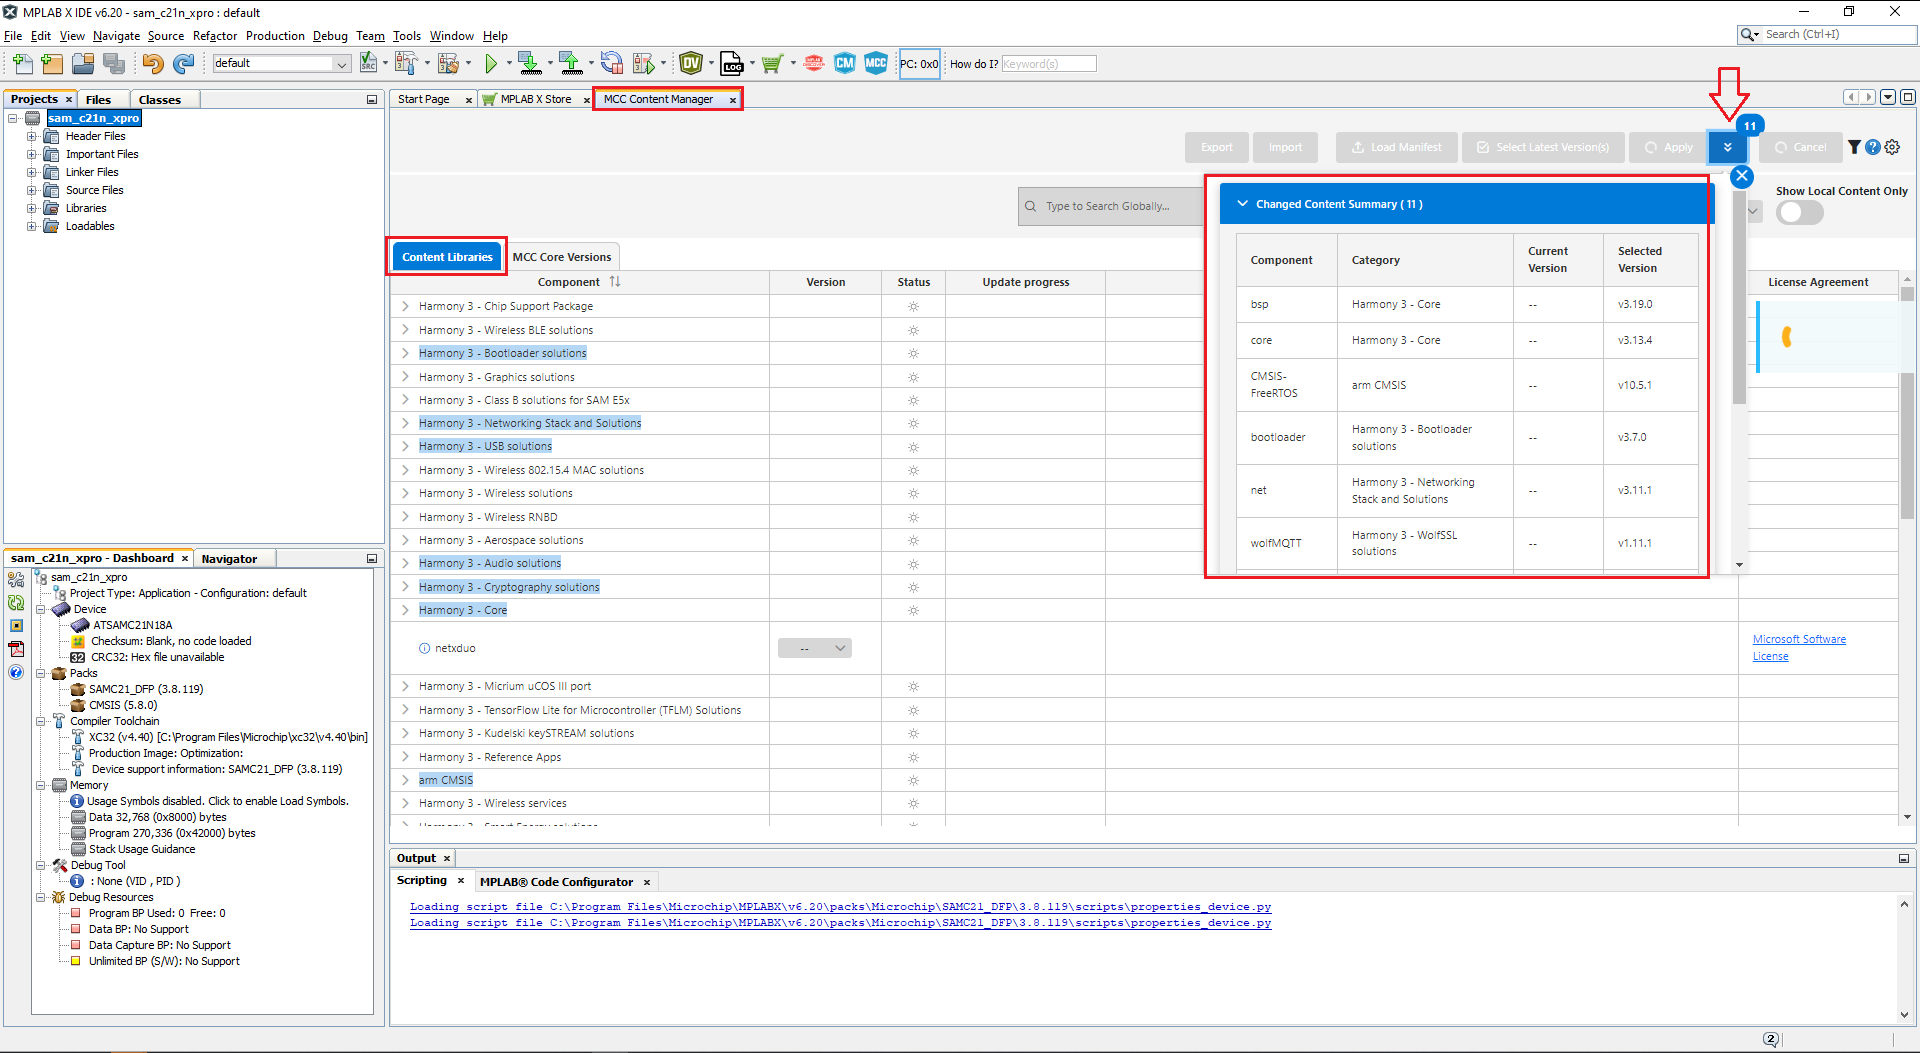 MPLAB X IDE v6.20 - sam_c21n_xpro : default
File Edit View Navigate Source Refactor Production Debug Team Tools Window Help
Search (Ctrl+I)
default
SRC
DV
LOG
CM
MCC
PC: 0x0
How do I?
Keyword(s)
Projects
Files
Classes
sam_c21n_xpro
Header Files
Important Files
Linker Files
Source Files
Libraries
Loadables
Start Page
MPLAB X Store
MCC Content Manager
Export
Import
Load Manifest
Select Latest Version(s)
Apply
11
Cancel
Type to Search Globally...
Show Local Content Only
Changed Content Summary ( 11 )
Component Category Current Version Selected Version
bsp Harmony 3 - Core -- v3.19.0
core Harmony 3 - Core -- v3.13.4
CMSIS-FreeRTOS arm CMSIS -- v10.5.1
bootloader Harmony 3 - Bootloader solutions -- v3.7.0
net Harmony 3 - Networking Stack and Solutions -- v3.11.1
wolfMQTT Harmony 3 - WolfSSL solutions -- v1.11.1
Content Libraries
MCC Core Versions
Component Version Status Update progress License Agreement
Harmony 3 - Chip Support Package
Harmony 3 - Wireless BLE solutions
Harmony 3 - Bootloader solutions
Harmony 3 - Graphics solutions
Harmony 3 - Class B solutions for SAM E5x
Harmony 3 - Networking Stack and Solutions
Harmony 3 - USB solutions
Harmony 3 - Wireless 802.15.4 MAC solutions
Harmony 3 - Wireless solutions
Harmony 3 - Wireless RNBD
Harmony 3 - Aerospace solutions
Harmony 3 - Audio solutions
Harmony 3 - Cryptography solutions
Harmony 3 - Core
netxduo -- Microsoft Software License
Harmony 3 - Micrium uCOS III port
Harmony 3 - TensorFlow Lite for Microcontroller (TFLM) Solutions
Harmony 3 - Kudelski keySTREAM solutions
Harmony 3 - Reference Apps
arm CMSIS
Harmony 3 - Wireless services
sam_c21n_xpro - Dashboard
Navigator
sam_c21n_xpro
Project Type: Application - Configuration: default
Device
ATSAMC21N18A
Checksum: Blank, no code loaded
32 CRC32: Hex file unavailable
Packs
SAMC21_DFP (3.8.119)
CMSIS (5.8.0)
Compiler Toolchain
XC32 (v4.40) [C:\Program Files\Microchip\xc32\v4.40\bin]
Production Image: Optimization:
Device support information: SAMC21_DFP (3.8.119)
Memory
Usage Symbols disabled. Click to enable Load Symbols.
Data 32,768 (0x8000) bytes
Program 270,336 (0x42000) bytes
Stack Usage Guidance
Debug Tool
: None (VID , PID )
Debug Resources
Program BP Used: 0 Free: 0
Data BP: No Support
Data Capture BP: No Support
Unlimited BP (S/W): No Support
Output
Scripting
MPLAB® Code Configurator
Loading script file C:\Program Files\Microchip\MPLABX\v6.20\packs\Microchip\SAMC21_DFP\3.8.119\scripts\properties_device.py
Loading script file C:\Program Files\Microchip\MPLABX\v6.20\packs\Microchip\SAMC21_DFP\3.8.119\scripts\properties_device.py
2